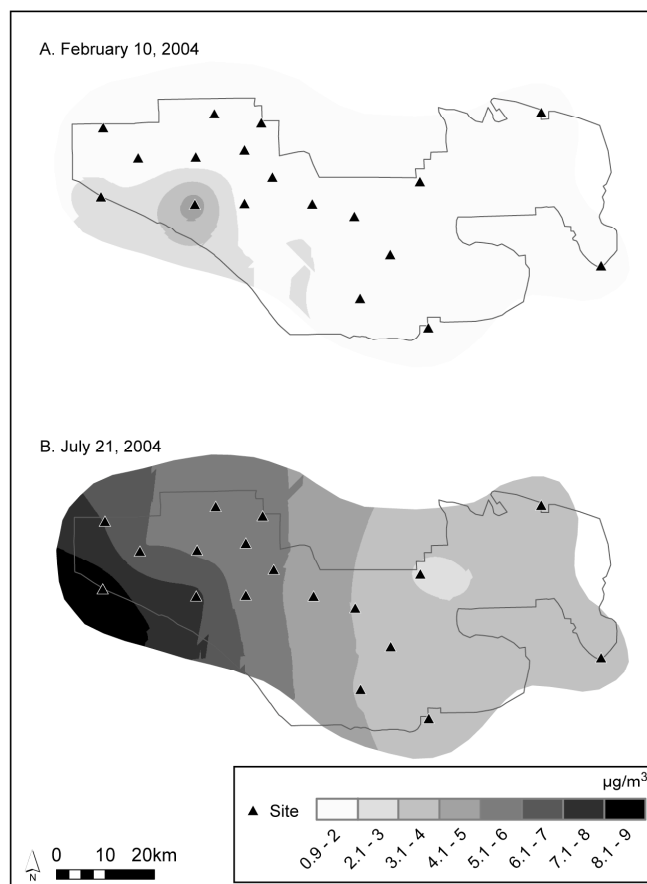 A. February 10, 2004
B. July 21, 2004
µg/m³
Site
0.9 - 2
2.1 - 3
3.1 - 4
4.1 - 5
5.1 - 6
6.1 - 7
7.1 - 8
8.1 - 9
N
0 10 20km